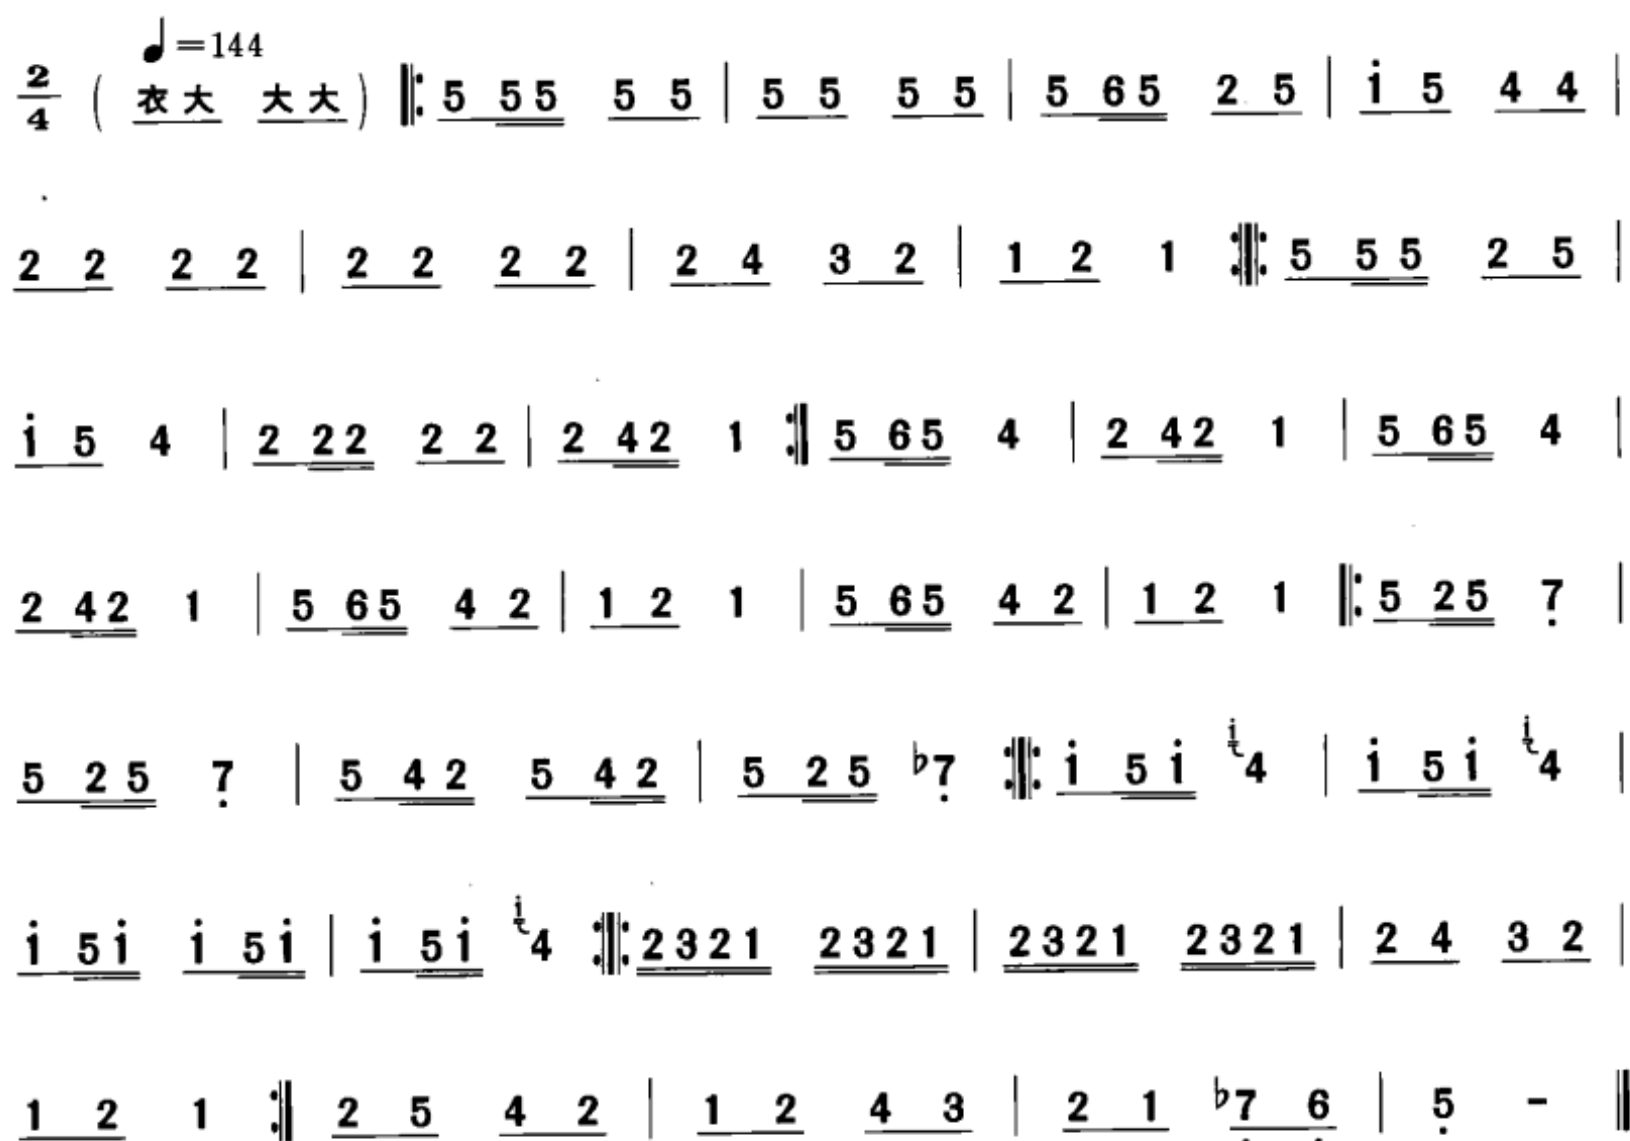 ♩=144
2/4 ( 衣大 大大 ) ‖: 5 55 5 5 | 5 5 5 5 | 5 65 2 5 | i 5 4 4 |
2 2 2 2 | 2 2 2 2 | 2 4 3 2 | 1 2 1 :‖: 5 55 2 5 |
i 5 4 | 2 22 2 2 | 2 42 1 :‖ 5 65 4 | 2 42 1 | 5 65 4 |
2 42 1 | 5 65 4 2 | 1 2 1 | 5 65 4 2 | 1 2 1 ‖: 5 25 7̣ |
5 25 7̣ | 5 42 5 42 | 5 25 ♭7̣ :‖: i 5i i4 | i 5i i4 |
i 5i i 5i | i 5i i4 :‖: 2321 2321 | 2321 2321 | 2 4 3 2 |
1 2 1 :‖ 2 5 4 2 | 1 2 4 3 | 2 1 ♭7̣ 6̣ | 5̣ - ‖